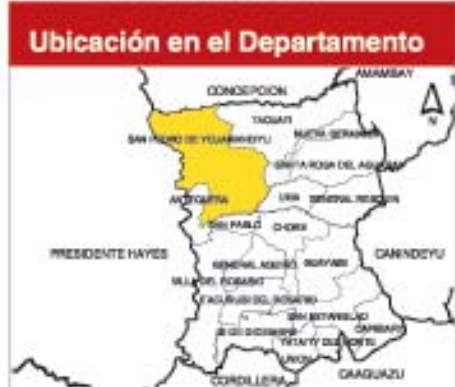 Ubicación en el Departamento
AMAMBAY
CONCEPCION
N
TACUATI
SAN PEDRO DE YCUAMANDIYU
NUEVA GERMANIA
SANTA ROSA DEL AGUARAY
ANTEQUERA
LIMA
GENERAL RESQUIN
SAN PABLO
CHORE
PRESIDENTE HAYES
CANINDEYU
GENERAL AQUINO
GUAYAIBI
VILLA DEL ROSARIO
ITACURUBI DEL ROSARIO
SAN ESTANISLAO
25 DE DICIEMBRE
CAPIIBARY
YATAITY DEL NORTE
UNION
CORDILLERA
CAAGUAZU